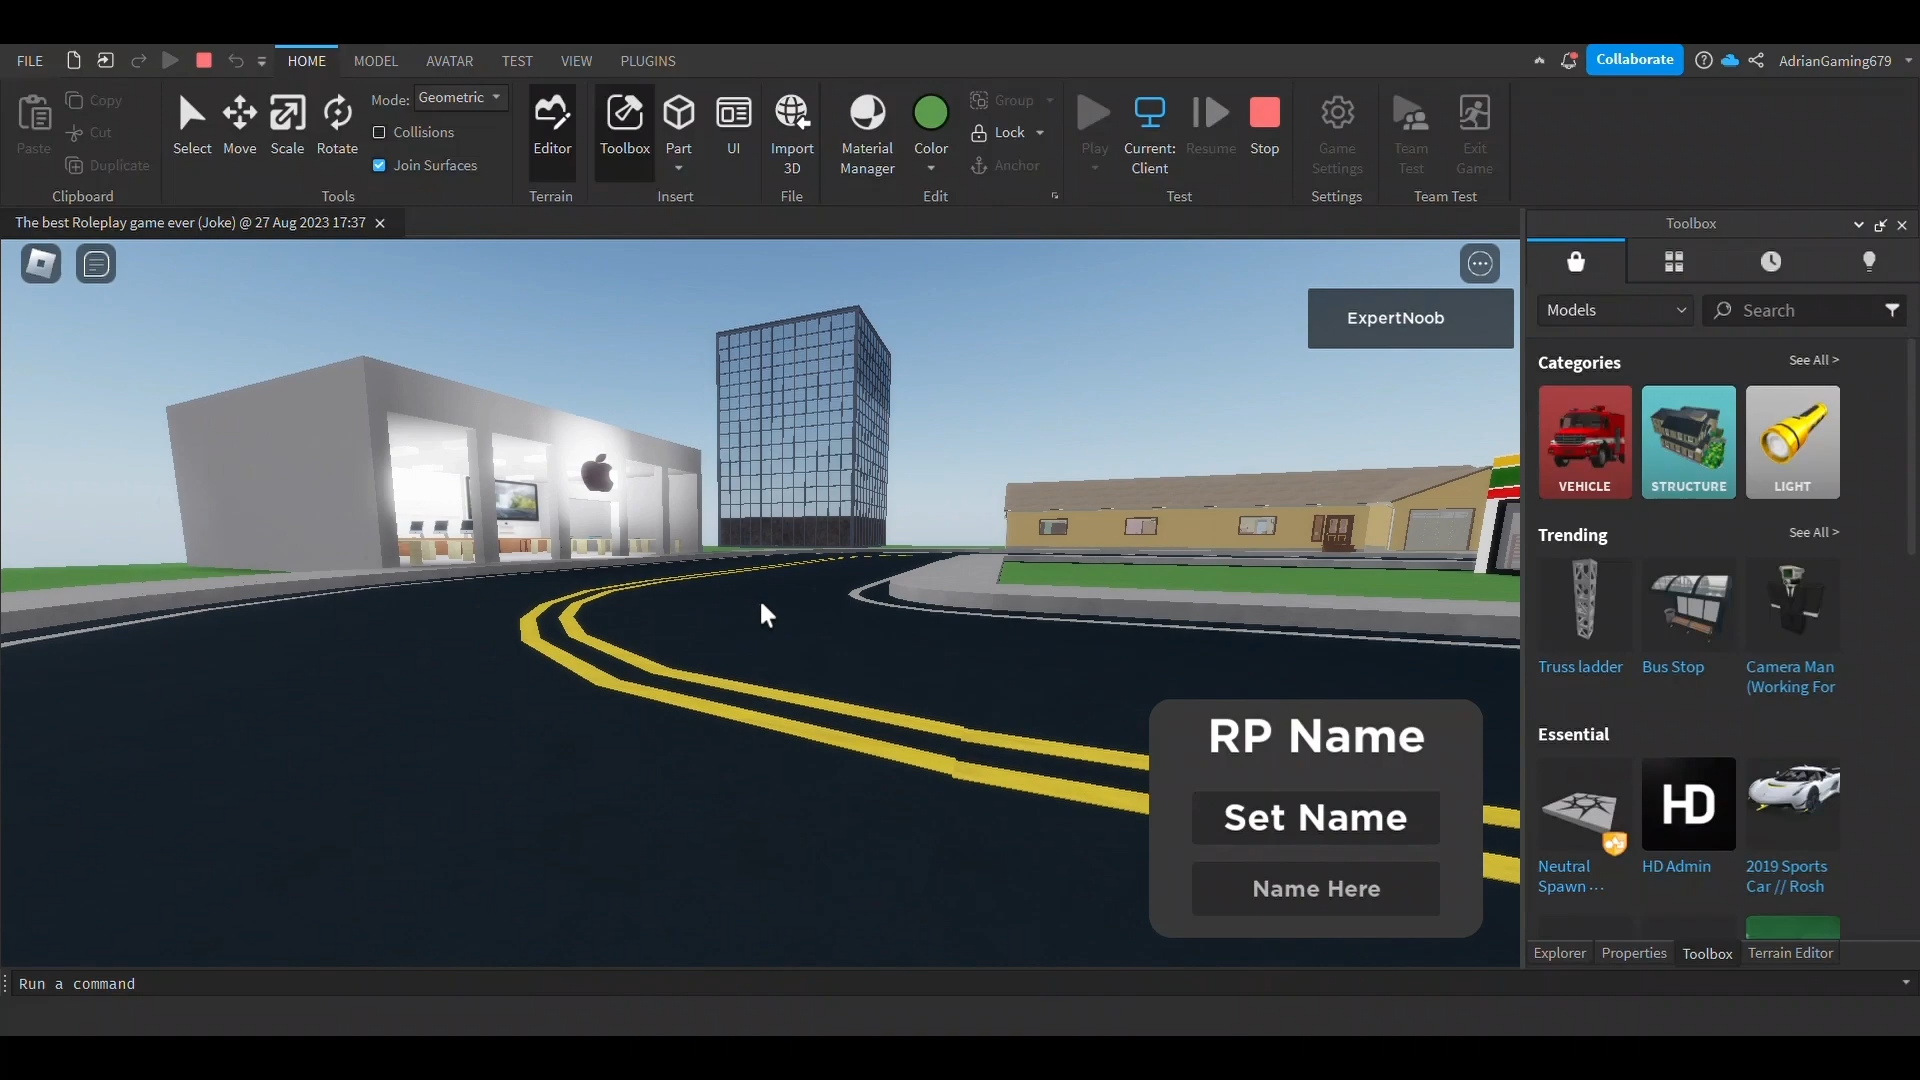 FILE
HOME
MODEL
AVATAR
TEST
VIEW
PLUGINS
Collaborate
AdrianGaming679
Paste
Copy
Cut
Duplicate
Clipboard
Select
Move
Scale
Rotate
Mode:
Geometric
Collisions
Join Surfaces
Tools
Editor
Terrain
Toolbox
Part
UI
Insert
Import
3D
File
Material
Manager
Color
Group
Lock
Anchor
Edit
Play
Current:
Client
Resume
Stop
Test
Game
Settings
Settings
Team
Test
Exit
Game
Team Test
The best Roleplay game ever (Joke) @ 27 Aug 2023 17:37
ExpertNoob
RP Name
Set Name
Name Here
Toolbox
Models
Search
Categories
See All >
VEHICLE
STRUCTURE
LIGHT
Trending
See All >
Truss ladder
Bus Stop
Camera Man
(Working For
Essential
HD
Neutral
Spawn ...
HD Admin
2019 Sports
Car // Rosh
Explorer
Properties
Toolbox
Terrain Editor
Run a command